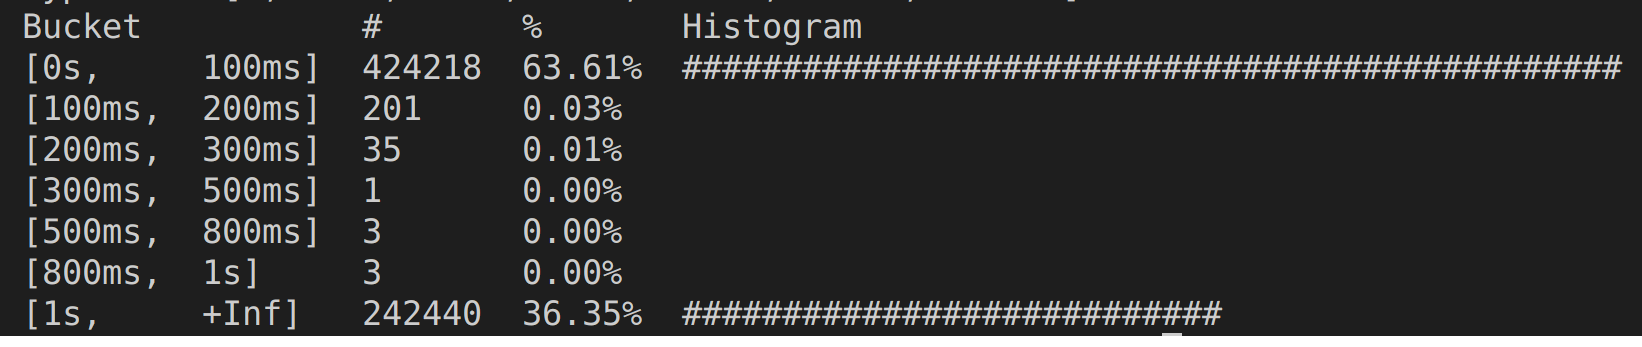 Bucket # % Histogram
[0s, 100ms] 424218 63.61% ###############################################
[100ms, 200ms] 201 0.03%
[200ms, 300ms] 35 0.01%
[300ms, 500ms] 1 0.00%
[500ms, 800ms] 3 0.00%
[800ms, 1s] 3 0.00%
[1s, +Inf] 242440 36.35% ###########################